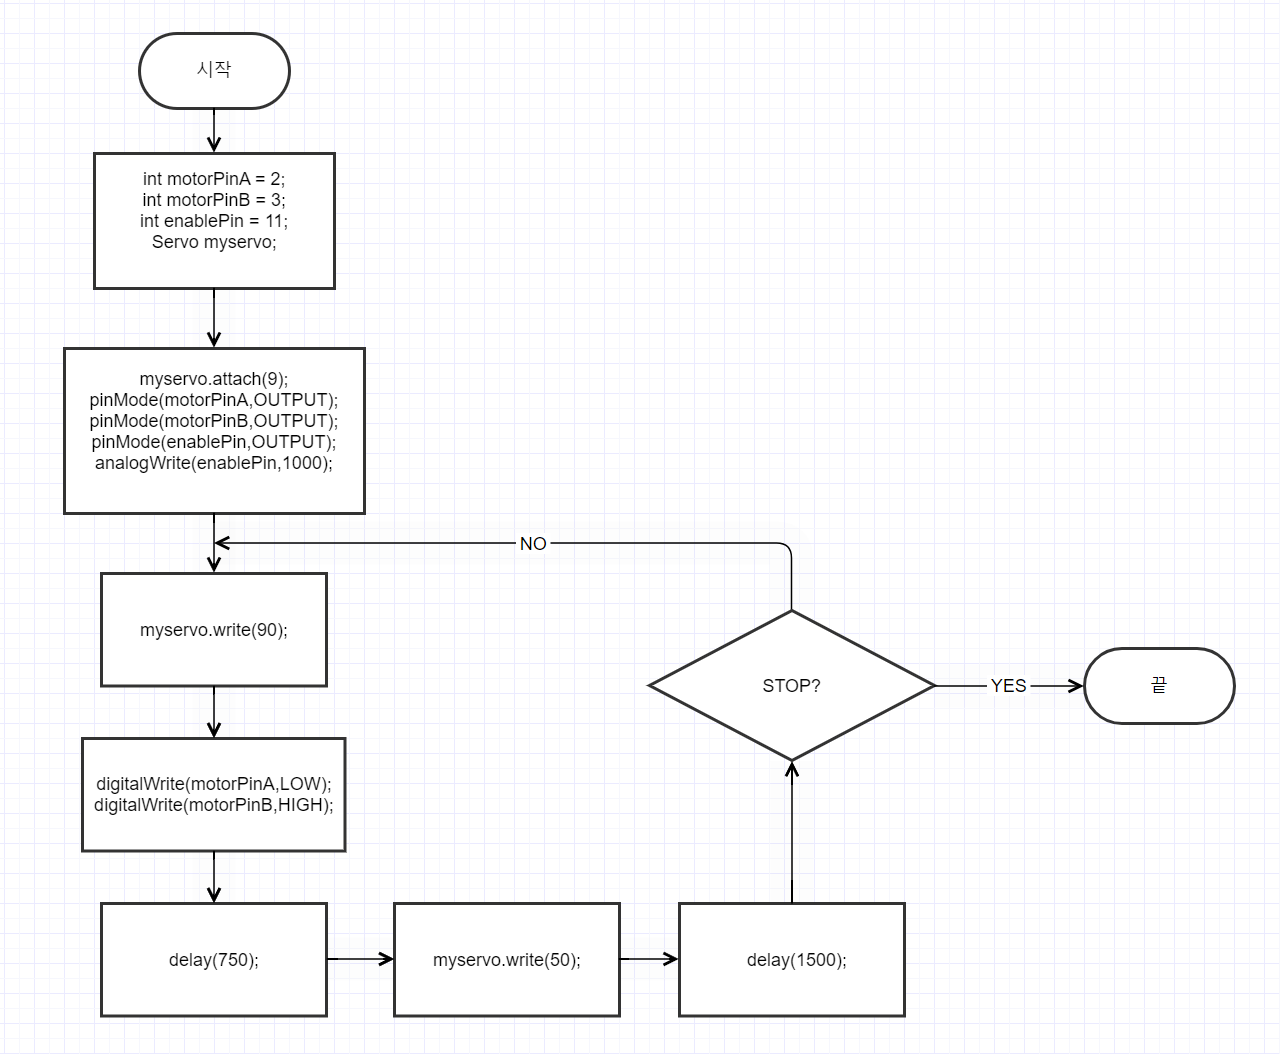 시작
int motorPinA = 2;
int motorPinB = 3;
int enablePin = 11;
Servo myservo;
myservo.attach(9);
pinMode(motorPinA,OUTPUT);
pinMode(motorPinB,OUTPUT);
pinMode(enablePin,OUTPUT);
analogWrite(enablePin,1000);
myservo.write(90);
digitalWrite(motorPinA,LOW);
digitalWrite(motorPinB,HIGH);
delay(750);
myservo.write(50);
delay(1500);
STOP?
NO
YES
끝